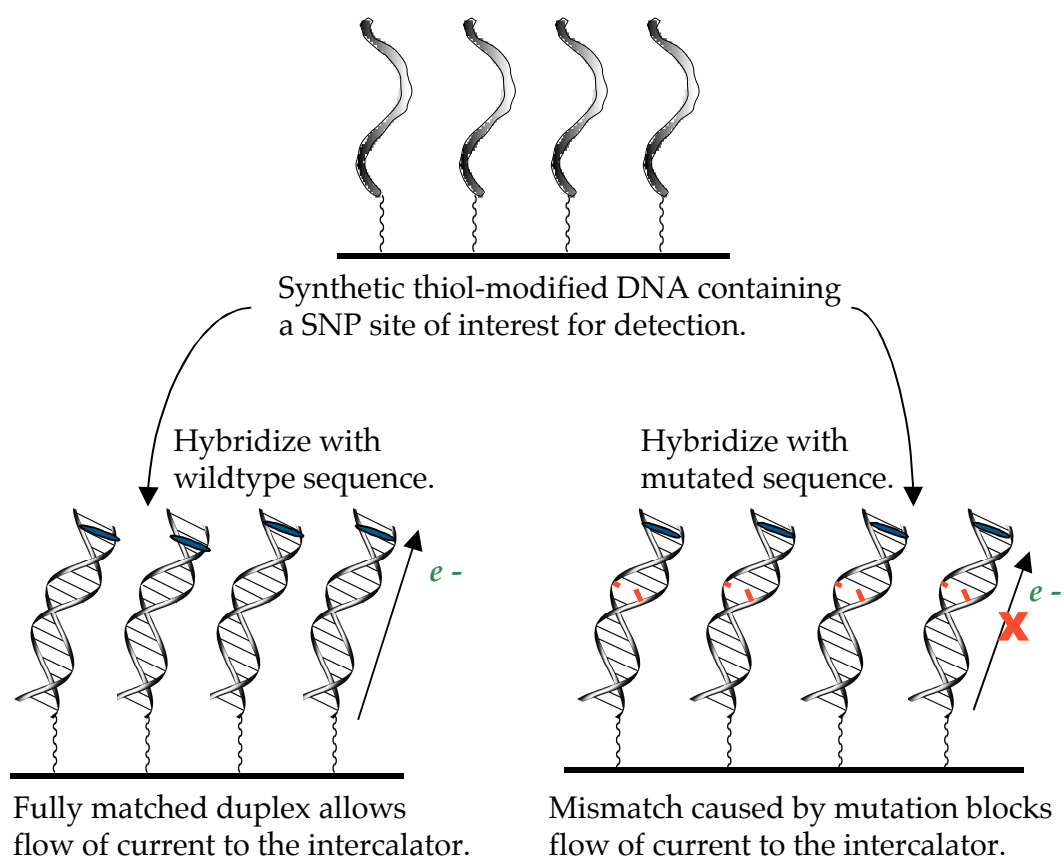 Synthetic thiol-modified DNA containing
a SNP site of interest for detection.
Hybridize with
wildtype sequence.
Hybridize with
mutated sequence.
e -
e -
X
Fully matched duplex allows
flow of current to the intercalator.
Mismatch caused by mutation blocks
flow of current to the intercalator.